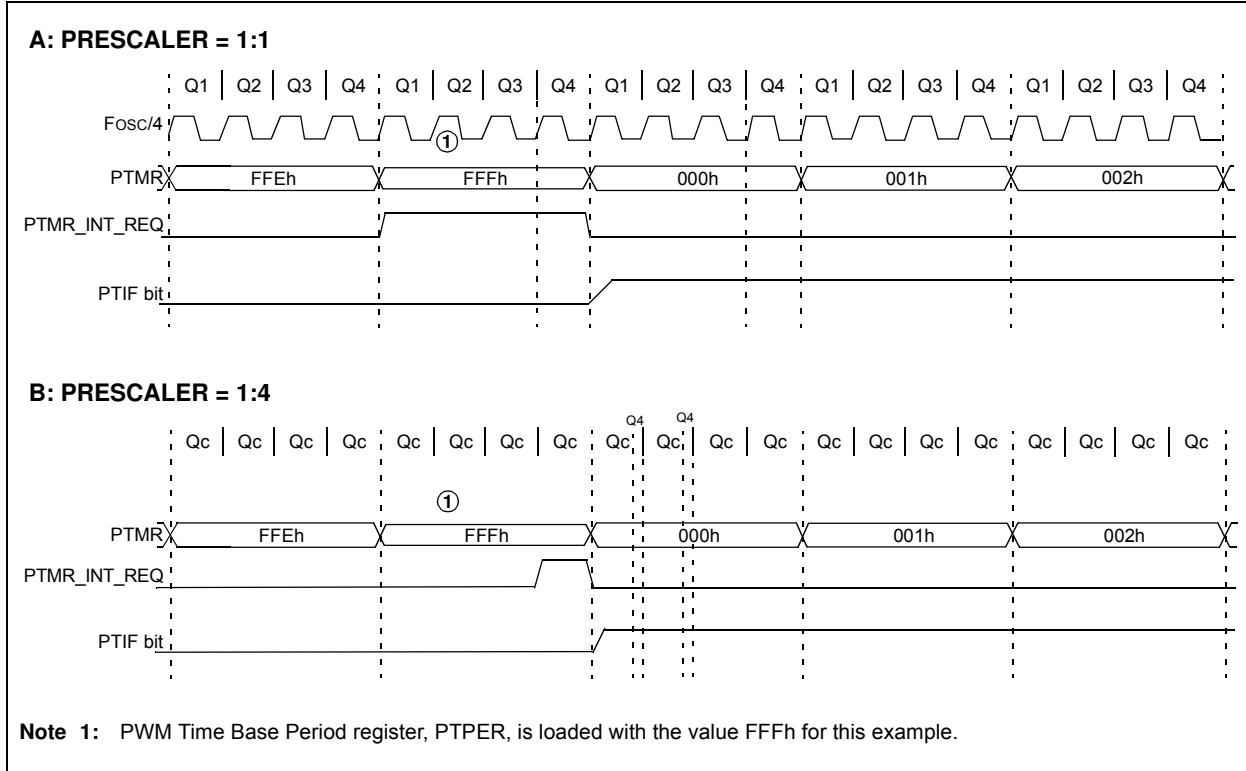 A: PRESCALER = 1:1
Q1 Q2 Q3 Q4 Q1 Q2 Q3 Q4 Q1 Q2 Q3 Q4 Q1 Q2 Q3 Q4 Q1 Q2 Q3 Q4
FOSC/4
1
PTMR FFEh FFFh 000h 001h 002h
PTMR_INT_REQ
PTIF bit
B: PRESCALER = 1:4
Q4 Q4
Qc Qc Qc Qc Qc Qc Qc Qc Qc Qc Qc Qc Qc Qc Qc Qc Qc Qc Qc Qc
1
PTMR FFEh FFFh 000h 001h 002h
PTMR_INT_REQ
PTIF bit
Note 1: PWM Time Base Period register, PTPER, is loaded with the value FFFh for this example.